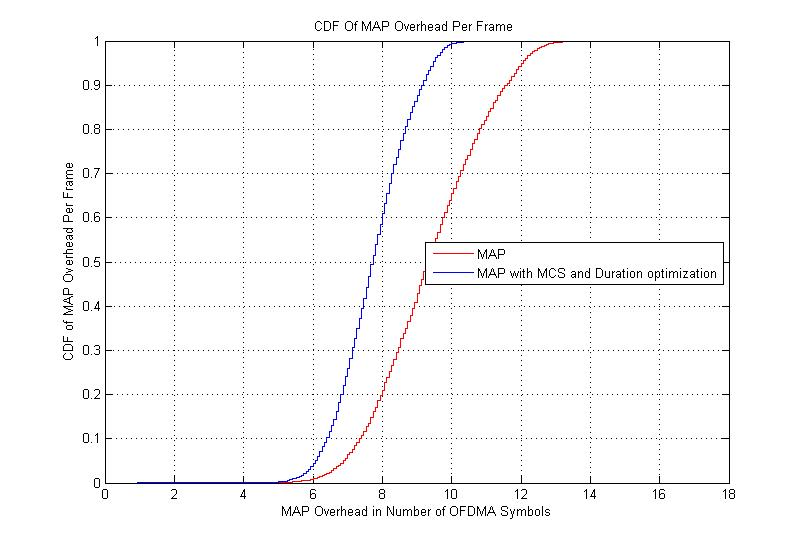 CDF Of MAP Overhead Per Frame
1
0.9
0.8
0.7
0.6
0.5
0.4
0.3
0.2
0.1
0
CDF of MAP Overhead Per Frame
MAP
MAP with MCS and Duration optimization
0 2 4 6 8 10 12 14 16 18
MAP Overhead in Number of OFDMA Symbols